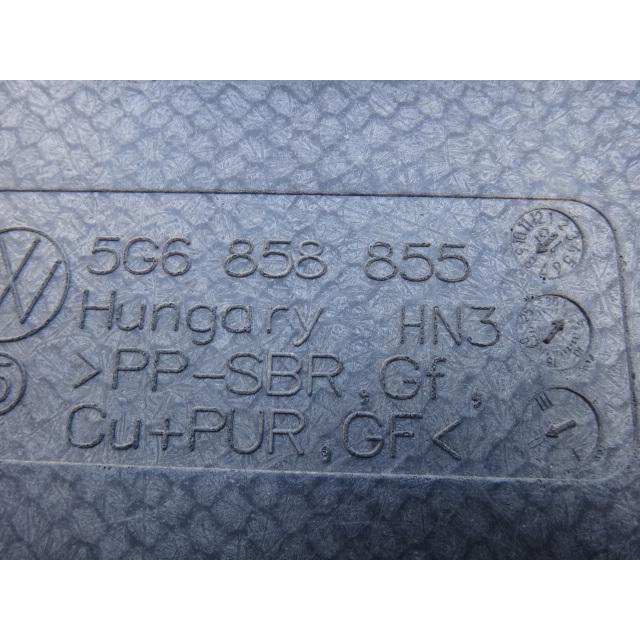 5G6 858 855
Hungary HN3
>PP-SBR,Gf,
Cu+PUR,GF<